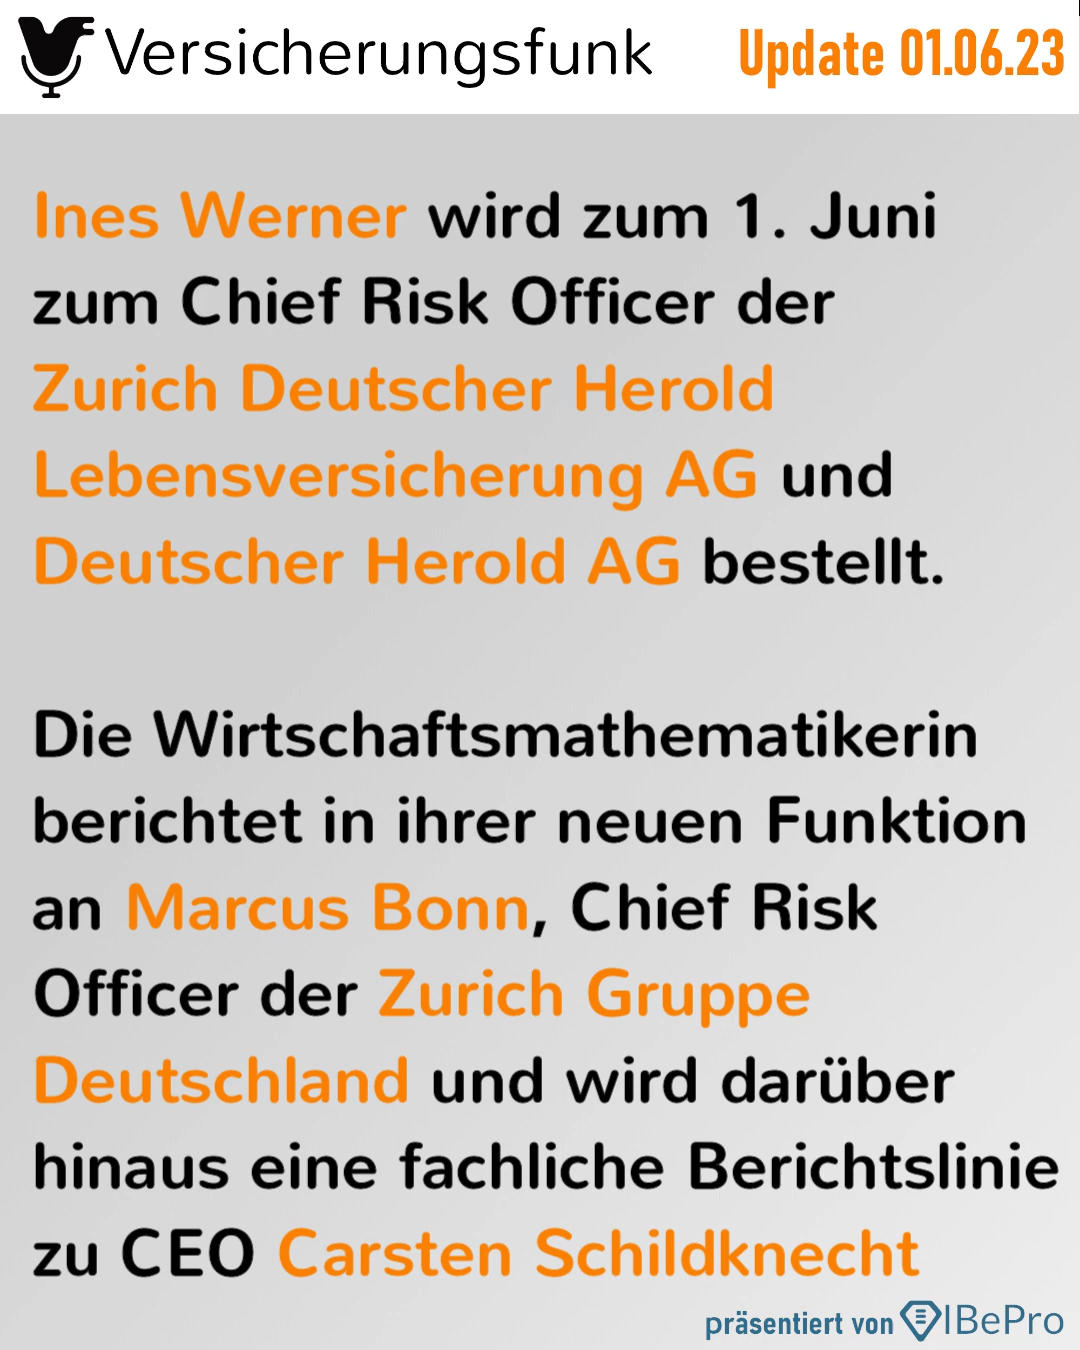 Versicherungsfunk
Update 01.06.23
Ines Werner wird zum 1. Juni
zum Chief Risk Officer der
Zurich Deutscher Herold
Lebensversicherung AG und
Deutscher Herold AG bestellt.
Die Wirtschaftsmathematikerin
berichtet in ihrer neuen Funktion
an Marcus Bonn, Chief Risk
Officer der Zurich Gruppe
Deutschland und wird darüber
hinaus eine fachliche Berichtslinie
zu CEO Carsten Schildknecht
präsentiert von IBePro